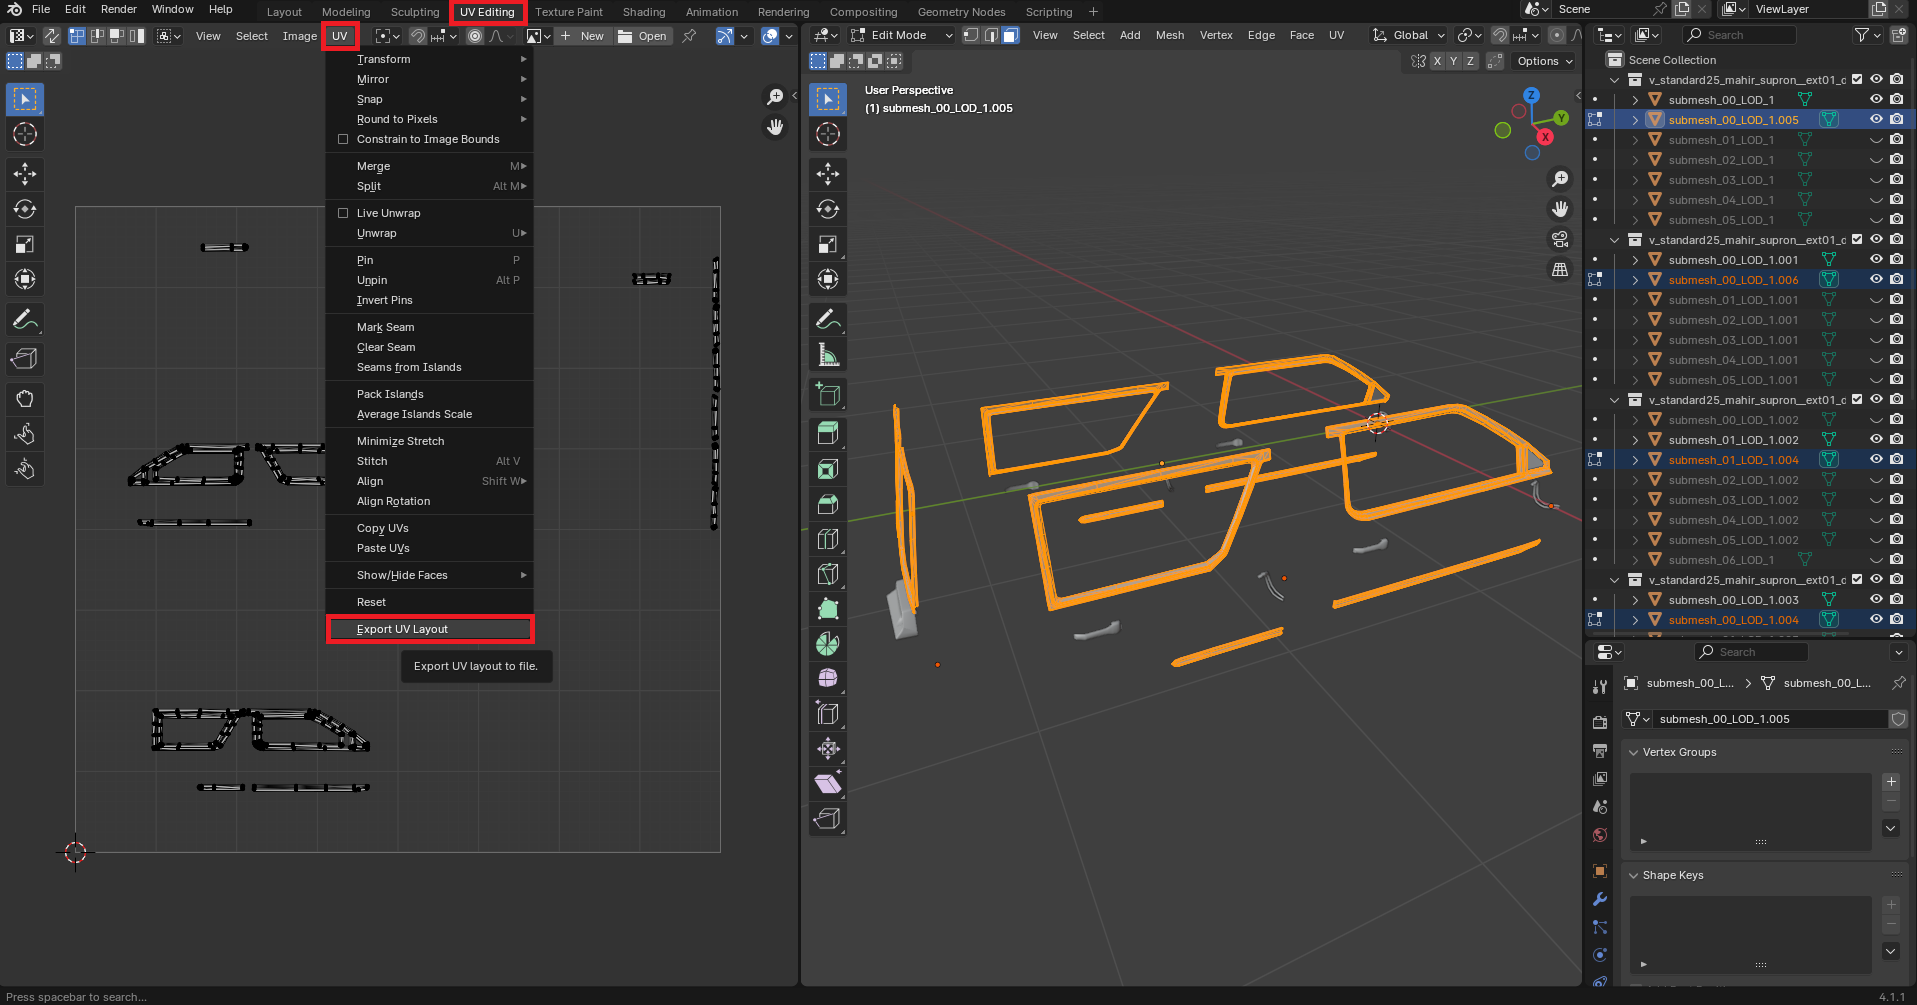 File Edit Render Window Help Layout Modeling Sculpting UV Editing Texture Paint Shading Animation Rendering Compositing Geometry Nodes Scripting + Scene ViewLayer
View Select Image UV New Open Edit Mode View Select Add Mesh Vertex Edge Face UV Global Search
X Y Z Options
Transform
Mirror
Snap
Round to Pixels
Constrain to Image Bounds
Merge M
Split Alt M
Live Unwrap
Unwrap U
Pin P
Unpin Alt P
Invert Pins
Mark Seam
Clear Seam
Seams from Islands
Pack Islands
Average Islands Scale
Minimize Stretch
Stitch Alt V
Align Shift W
Align Rotation
Copy UVs
Paste UVs
Show/Hide Faces
Reset
Export UV Layout
Export UV layout to file.
User Perspective
(1) submesh_00_LOD_1.005
Z
Y
X
Scene Collection
v_standard25_mahir_supron__ext01_d
submesh_00_LOD_1
submesh_00_LOD_1.005
submesh_01_LOD_1
submesh_02_LOD_1
submesh_03_LOD_1
submesh_04_LOD_1
submesh_05_LOD_1
v_standard25_mahir_supron__ext01_d
submesh_00_LOD_1.001
submesh_00_LOD_1.006
submesh_01_LOD_1.001
submesh_02_LOD_1.001
submesh_03_LOD_1.001
submesh_04_LOD_1.001
submesh_05_LOD_1.001
v_standard25_mahir_supron__ext01_d
submesh_00_LOD_1.002
submesh_01_LOD_1.002
submesh_01_LOD_1.004
submesh_02_LOD_1.002
submesh_03_LOD_1.002
submesh_04_LOD_1.002
submesh_05_LOD_1.002
submesh_06_LOD_1
v_standard25_mahir_supron__ext01_d
submesh_00_LOD_1.003
submesh_00_LOD_1.004
Search
submesh_00_L... submesh_00_L...
submesh_00_LOD_1.005
Vertex Groups
Shape Keys
Press spacebar to search...
4.1.1